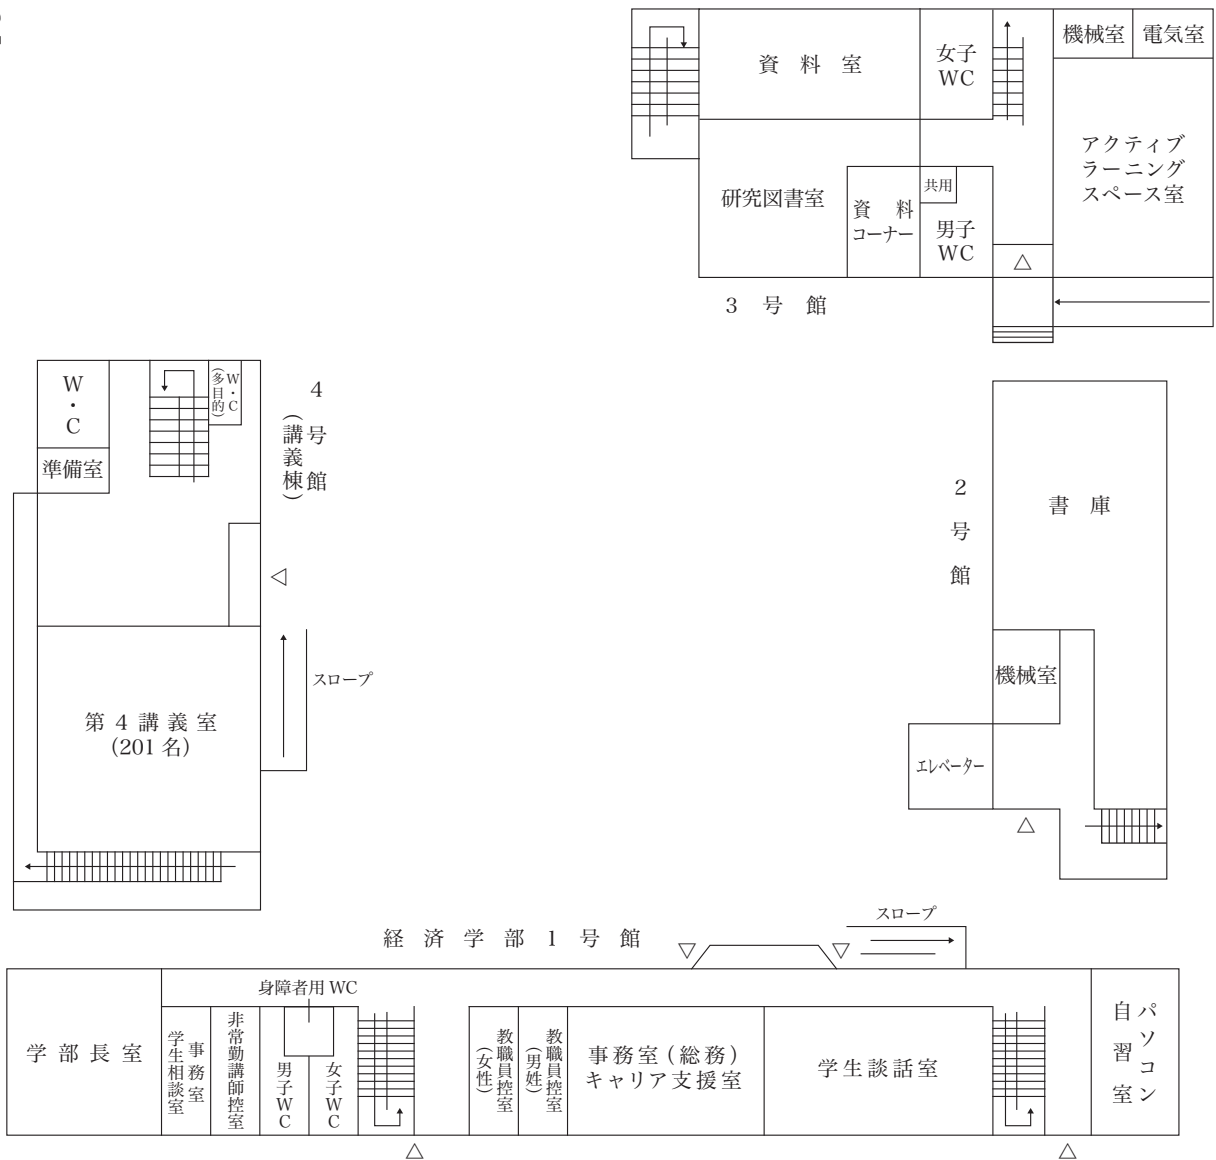 資料室
女子
WC
機械室
電気室
アクティブ
ラーニング
スペース室
研究図書室
資料
コーナー
共用
男子
WC
3号館
W・C
準備室
W・C
(多目的)
4号館
(講義棟)
スロープ
第4講義室
(201名)
2号館
書庫
機械室
エレベーター
経済学部1号館
スロープ
学部長室
身障者用WC
事務室
学生相談室
非常勤講師控室
男子WC
女子WC
教職員控室
(女性)
教職員控室
(男姓)
事務室(総務)
キャリア支援室
学生談話室
パソコン
自習室